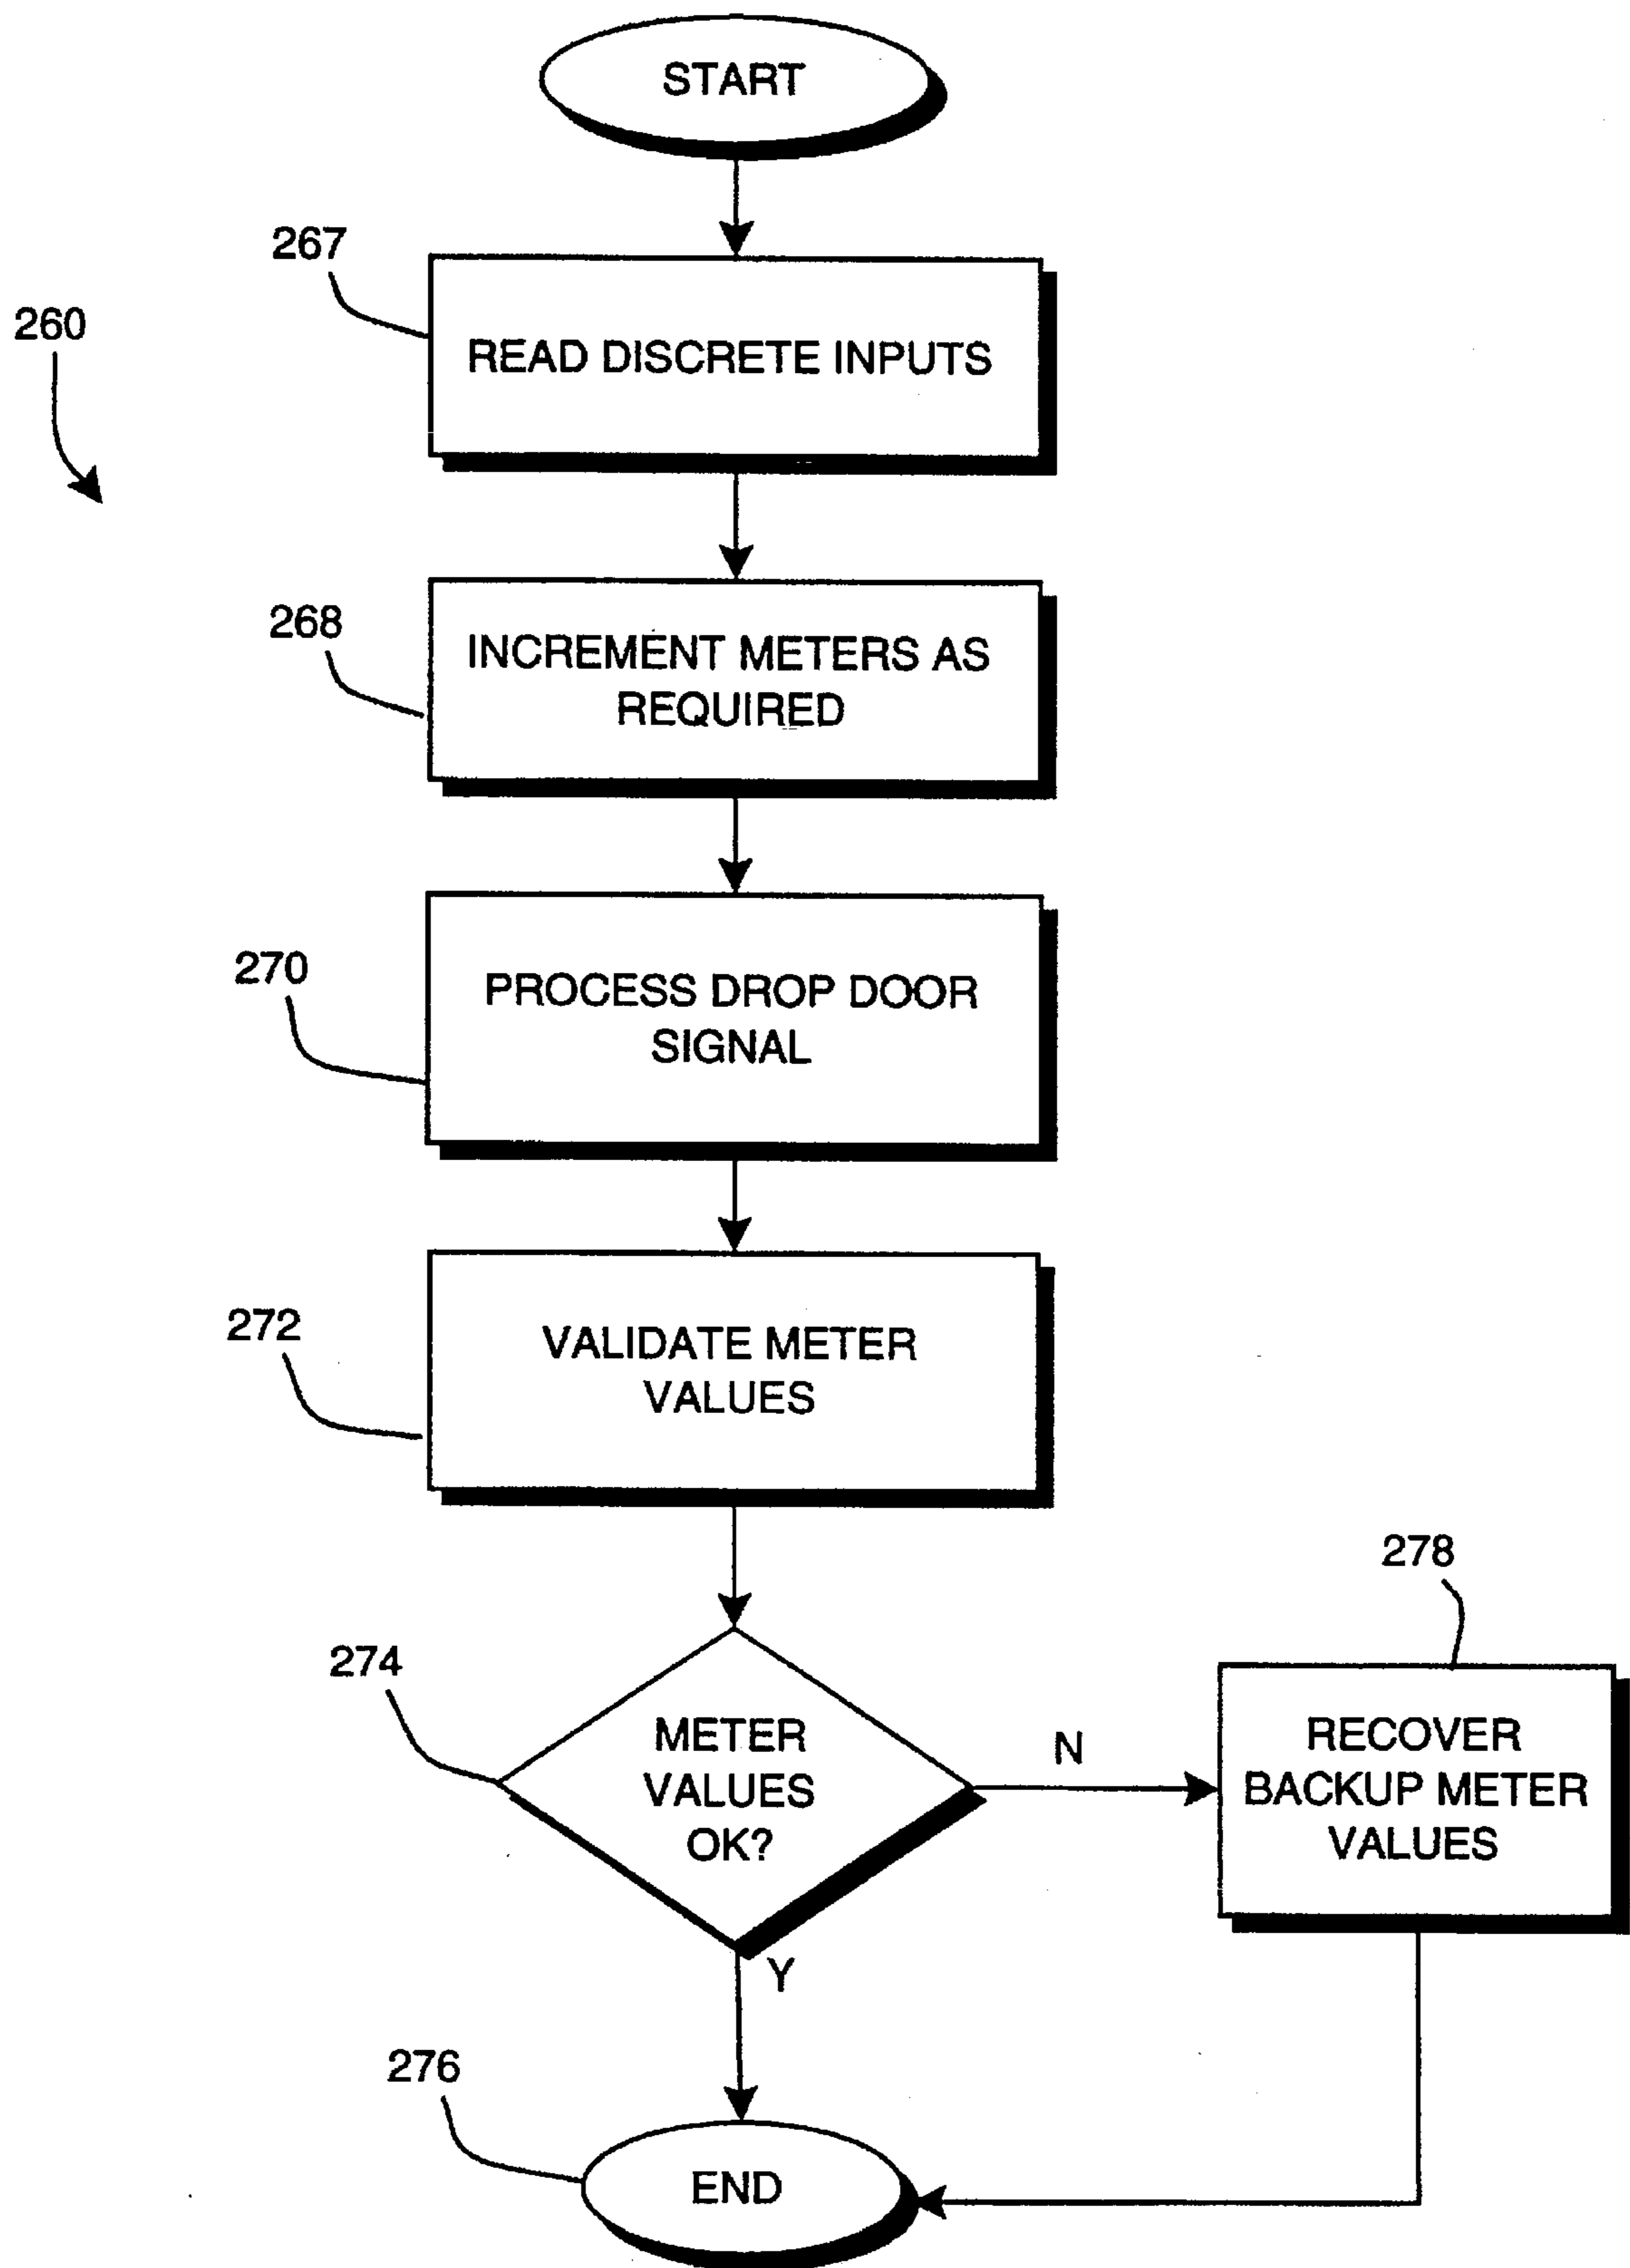 START
267
260
READ DISCRETE INPUTS
268
INCREMENT METERS AS
REQUIRED
270
PROCESS DROP DOOR
SIGNAL
272
VALIDATE METER
VALUES
278
274
METER
VALUES
OK?
N
RECOVER
BACKUP METER
VALUES
Y
276
END